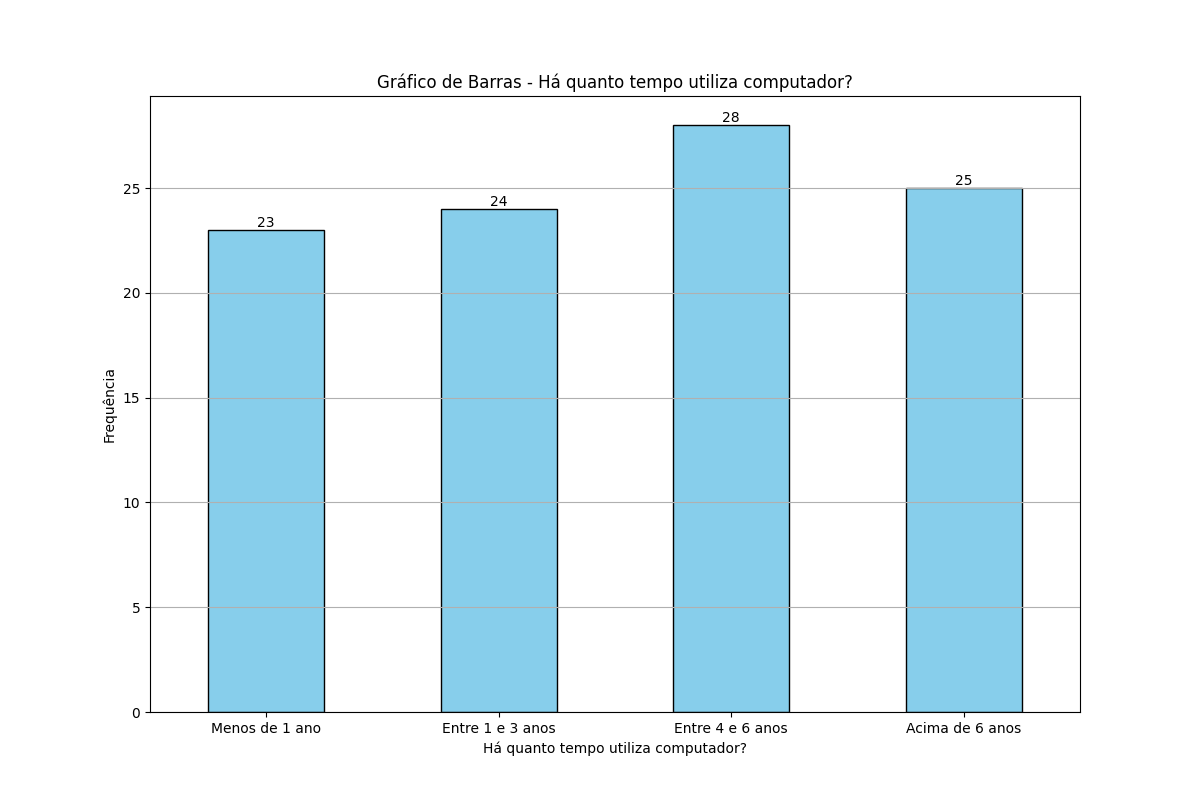 Gráfico de Barras - Há quanto tempo utiliza computador?
28
25
24
23
25
20
15
10
5
0
Frequência
Menos de 1 ano
Entre 1 e 3 anos
Entre 4 e 6 anos
Acima de 6 anos
Há quanto tempo utiliza computador?